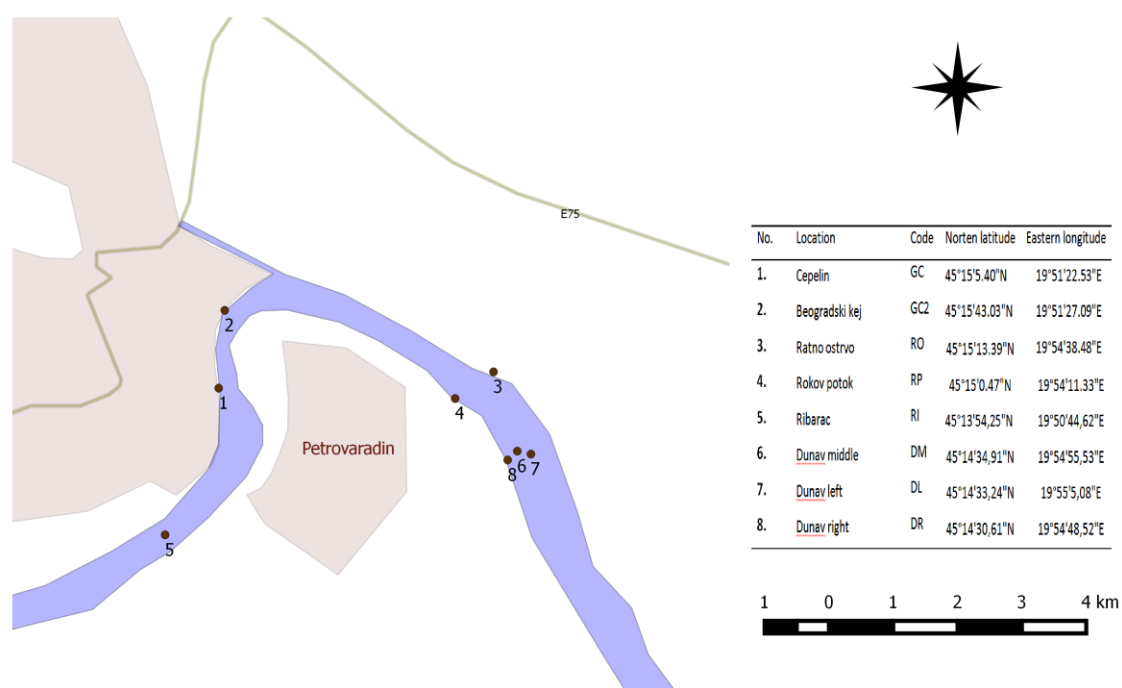 E75
2
3
1
4
Petrovaradin
6
7
8
5
No. Location Code Norten latitude Eastern longitude
1. Cepelin GC 45°15'5.40"N 19°51'22.53"E
2. Beogradski kej GC2 45°15'43.03"N 19°51'27.09"E
3. Ratno ostrvo RO 45°15'13.39"N 19°54'38.48"E
4. Rokov potok RP 45°15'0.47"N 19°54'11.33"E
5. Ribarac RI 45°13'54,25"N 19°50'44,62"E
6. Dunav middle DM 45°14'34,91"N 19°54'55,53"E
7. Dunav left DL 45°14'33,24"N 19°55'5,08"E
8. Dunav right DR 45°14'30,61"N 19°54'48,52"E
1 0 1 2 3 4 km